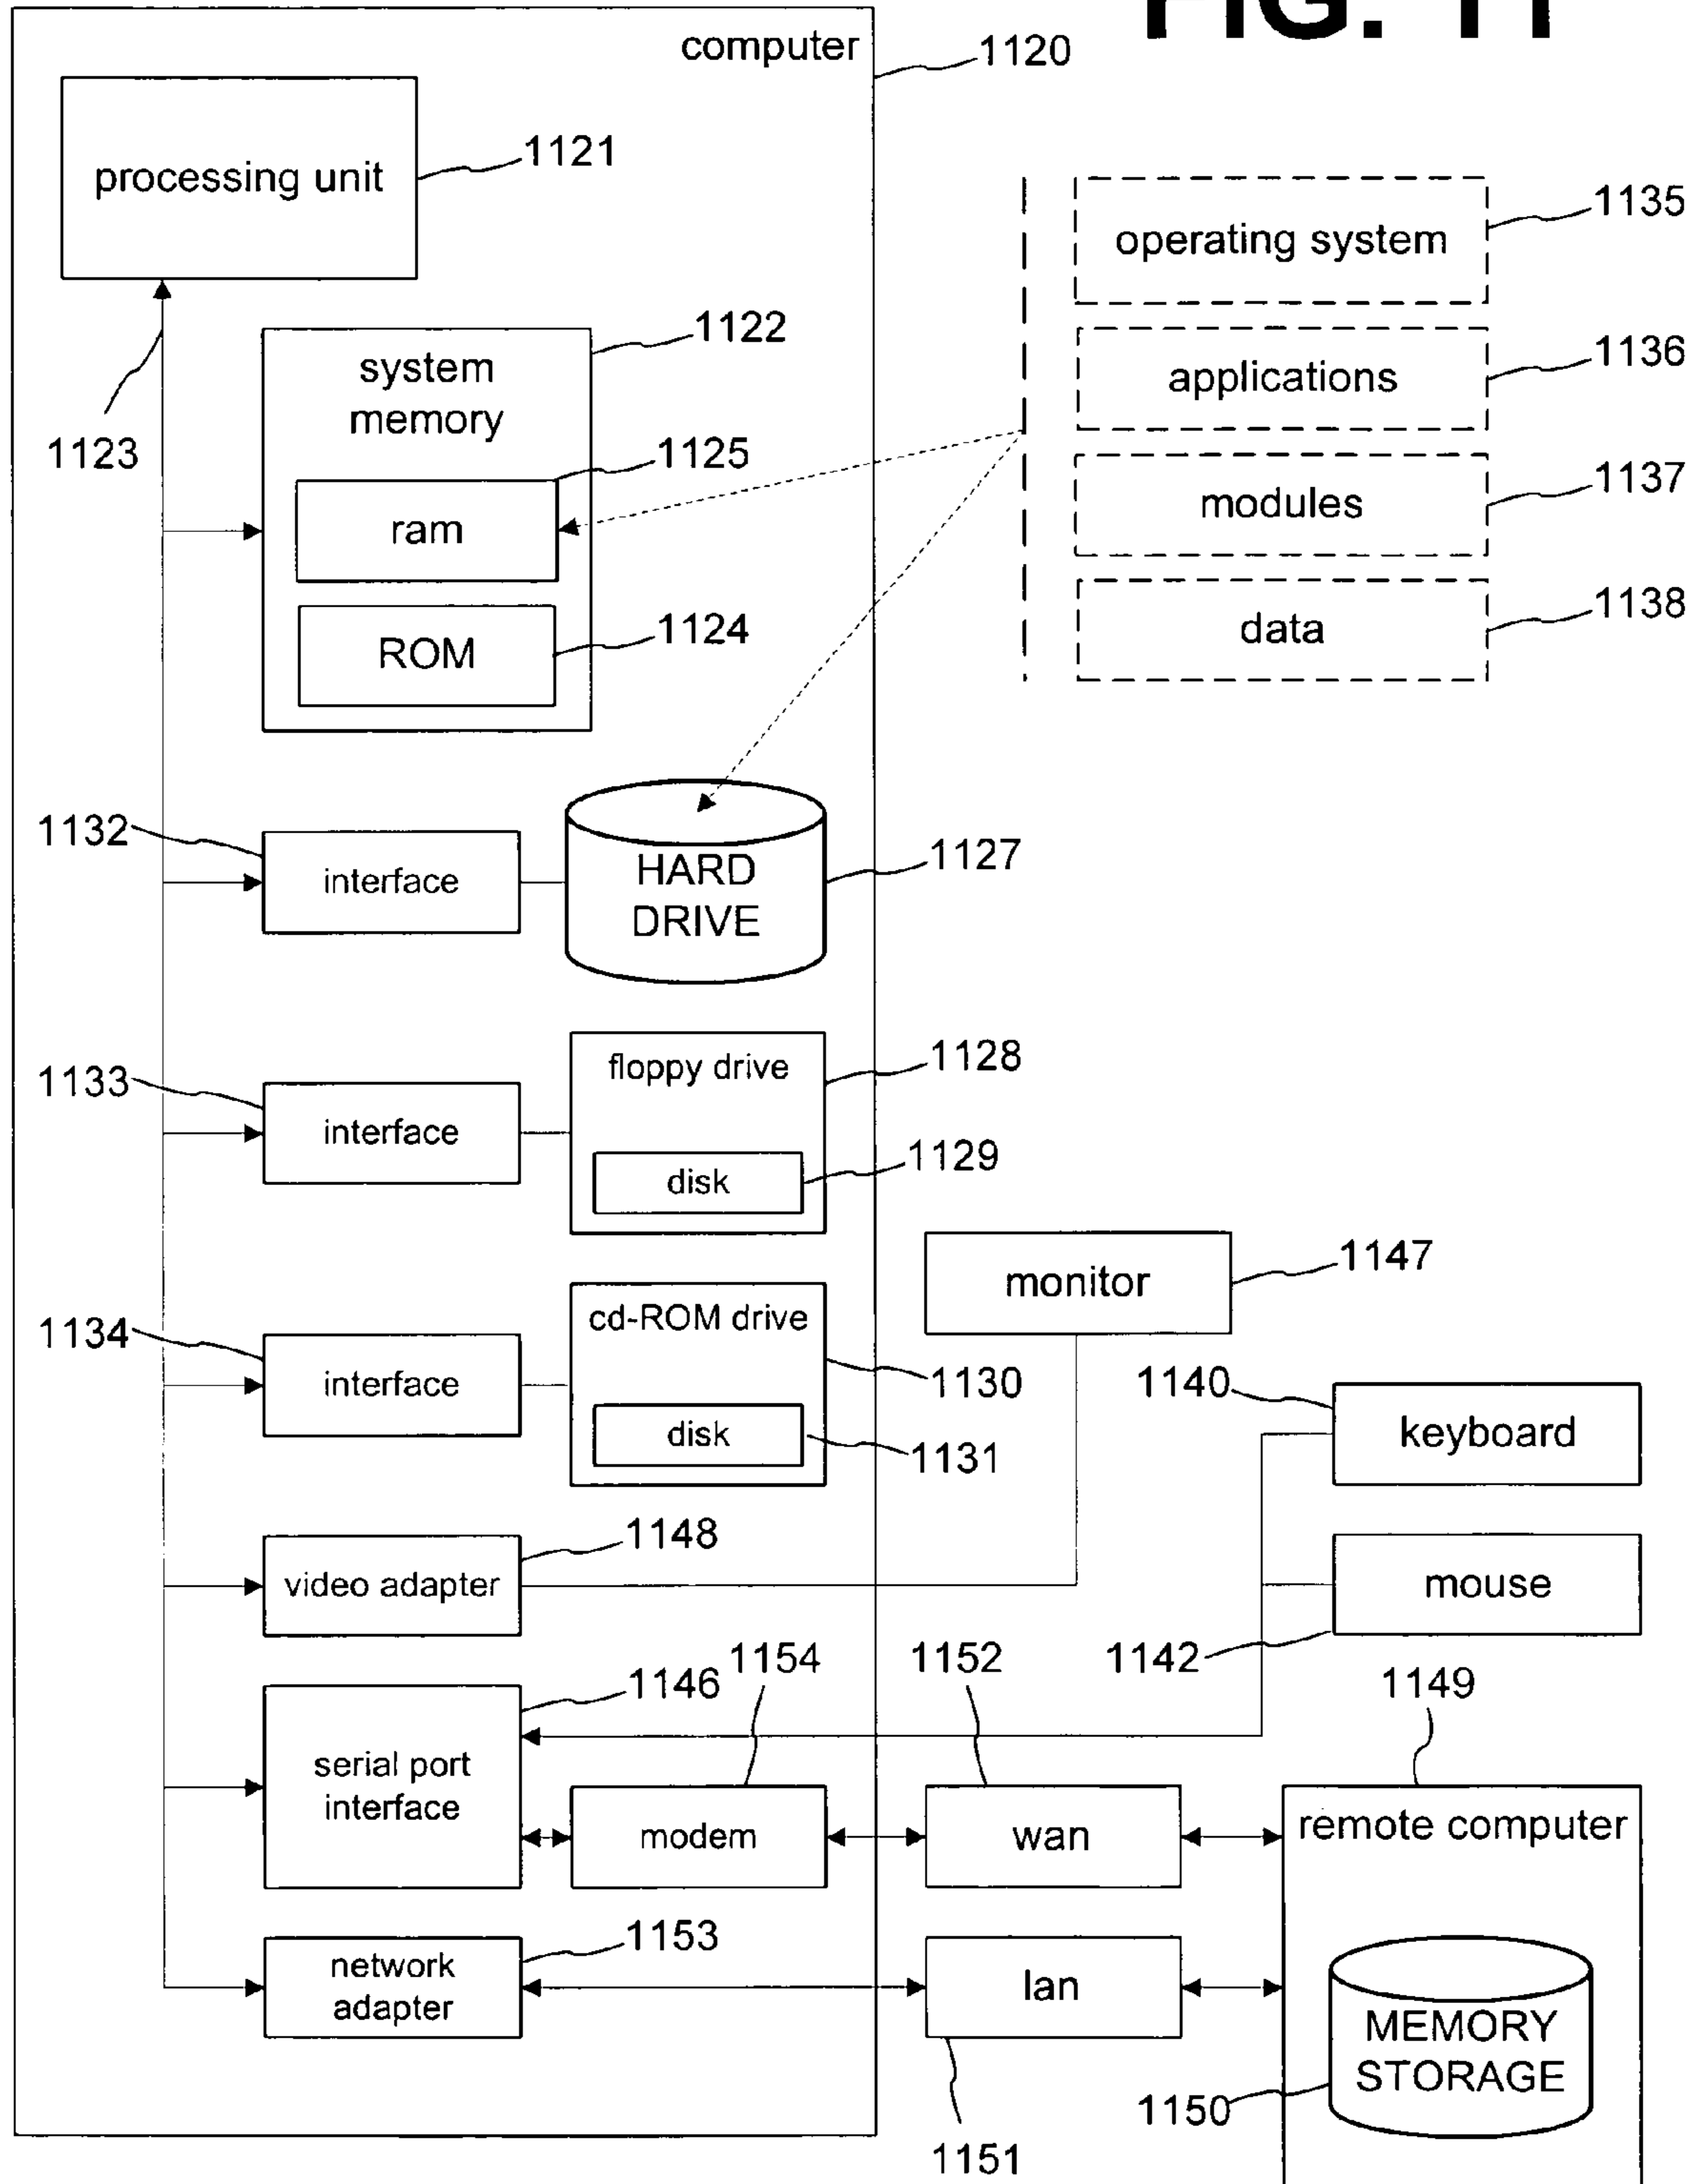 FIG. 11
computer
1120
processing unit
1121
1135
operating system
1122
system
memory
1136
applications
1123
1125
ram
1137
modules
1124
ROM
1138
data
1132
interface
HARD
DRIVE
1127
1133
interface
floppy drive
1128
disk
1129
monitor
1147
1134
interface
cd-ROM drive
1130
disk
1131
1140
keyboard
1148
video adapter
mouse
1142
1146
1154
1152
1149
serial port
interface
modem
wan
remote computer
1153
network
adapter
lan
MEMORY
STORAGE
1150
1151